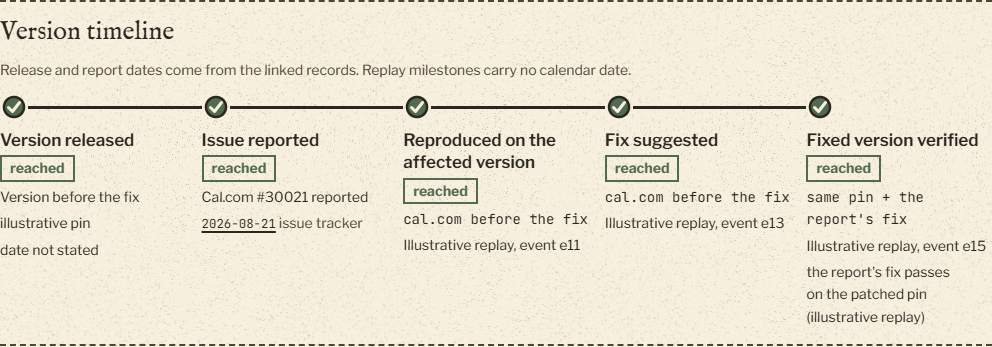 Version timeline
Release and report dates come from the linked records. Replay milestones carry no calendar date.
Version released
reached
Version before the fix
illustrative pin
date not stated
Issue reported
reached
Cal.com #30021 reported
2026-08-21 issue tracker
Reproduced on the
affected version
reached
cal.com before the fix
Illustrative replay, event e11
Fix suggested
reached
cal.com before the fix
Illustrative replay, event e13
Fixed version verified
reached
same pin + the
report's fix
Illustrative replay, event e15
the report's fix passes
on the patched pin
(illustrative replay)